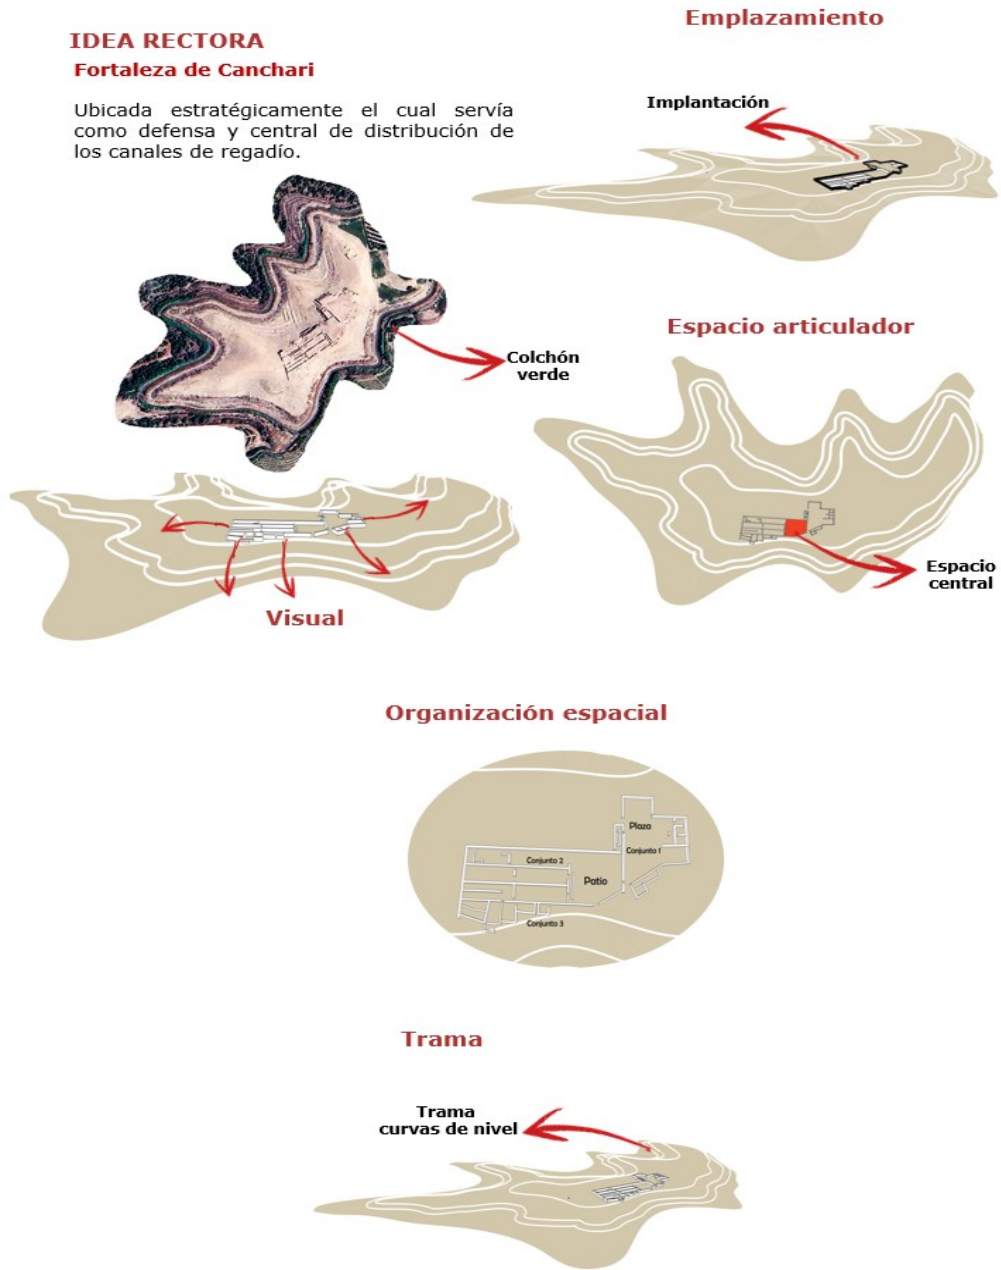 Emplazamiento
IDEA RECTORA
Fortaleza de Canchari
Ubicada estratégicamente el cual servía
como defensa y central de distribución de
los canales de regadío.
Implantación
Colchón
verde
Espacio articulador
Espacio
central
Visual
Organización espacial
Plaza
Conjunto 1
Conjunto 2
Patio
Conjunto 3
Trama
Trama
curvas de nivel